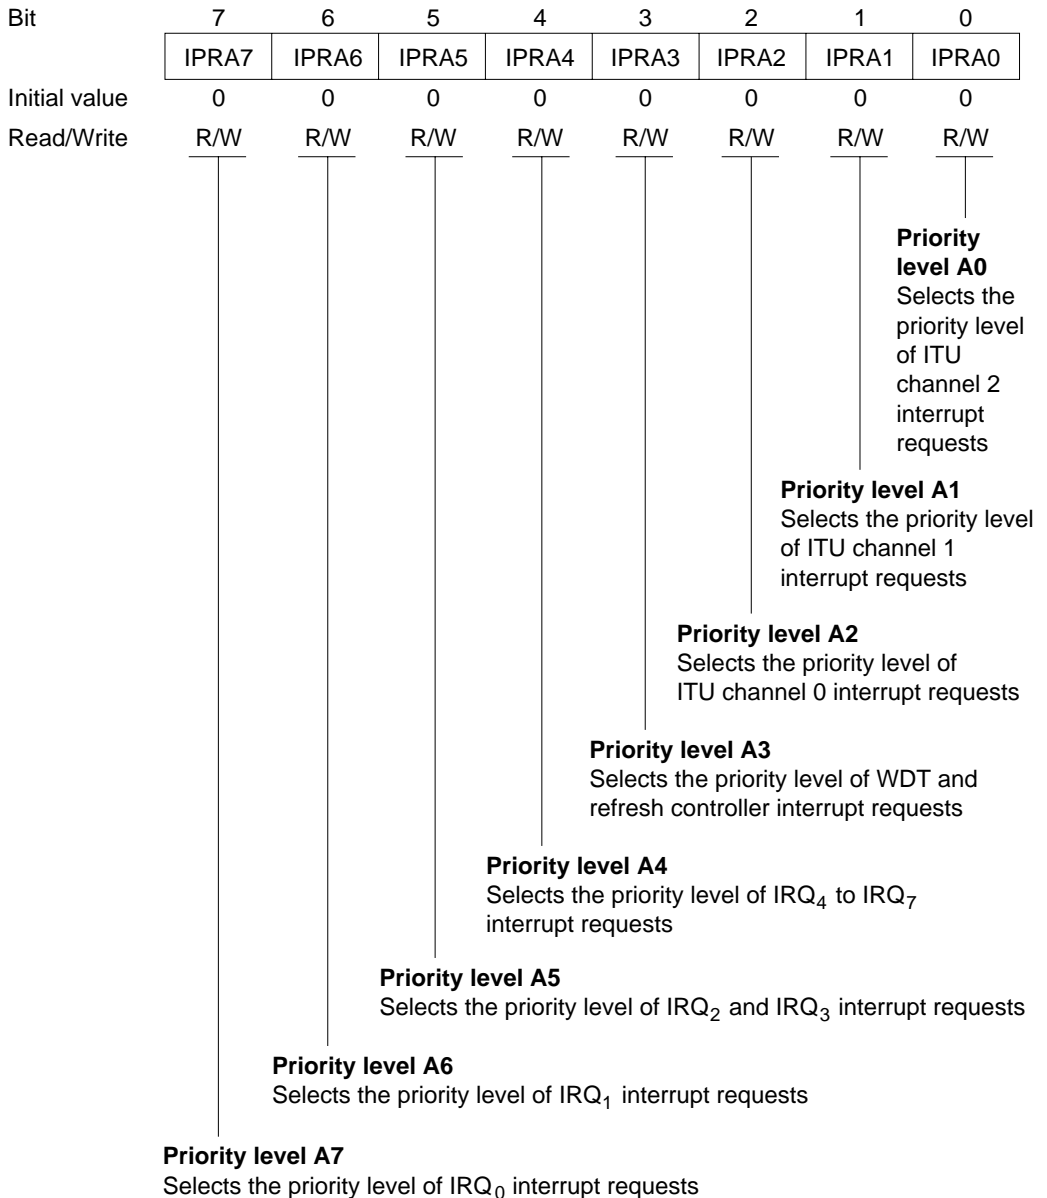 Bit 7 6 5 4 3 2 1 0
IPRA7 IPRA6 IPRA5 IPRA4 IPRA3 IPRA2 IPRA1 IPRA0
Initial value 0 0 0 0 0 0 0 0
Read/Write R/W R/W R/W R/W R/W R/W R/W R/W
Priority
level A0
Selects the
priority level
of ITU
channel 2
interrupt
requests
Priority level A1
Selects the priority level
of ITU channel 1
interrupt requests
Priority level A2
Selects the priority level of
ITU channel 0 interrupt requests
Priority level A3
Selects the priority level of WDT and
refresh controller interrupt requests
Priority level A4
Selects the priority level of IRQ₄ to IRQ₇
interrupt requests
Priority level A5
Selects the priority level of IRQ₂ and IRQ₃ interrupt requests
Priority level A6
Selects the priority level of IRQ₁ interrupt requests
Priority level A7
Selects the priority level of IRQ₀ interrupt requests